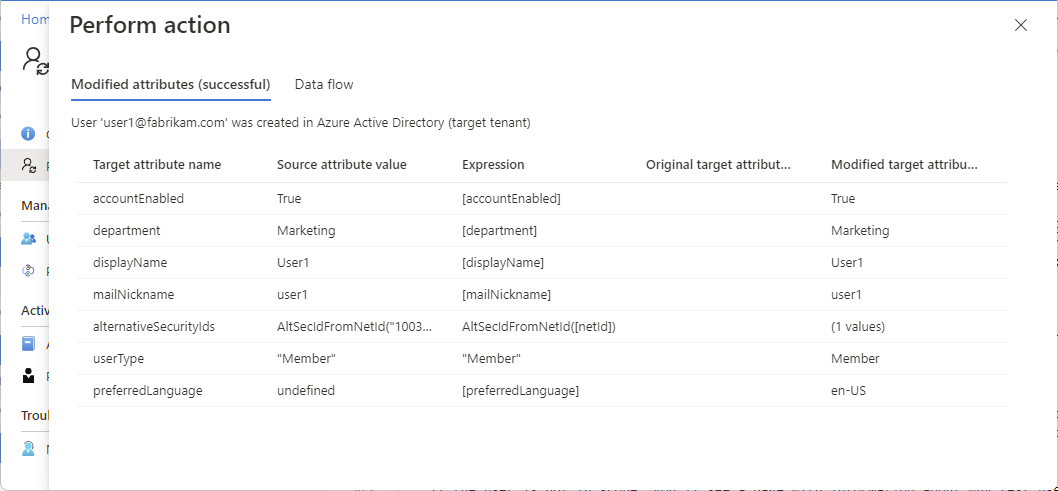 Hom
Perform action
Modified attributes (successful) Data flow
User 'user1@fabrikam.com' was created in Azure Active Directory (target tenant)
Target attribute name Source attribute value Expression Original target attribut... Modified target attribu...
accountEnabled True [accountEnabled] True
department Marketing [department] Marketing
displayName User1 [displayName] User1
mailNickname user1 [mailNickname] user1
alternativeSecurityIds AltSecIdFromNetId("1003... AltSecIdFromNetId([netId]) (1 values)
userType "Member" "Member" Member
preferredLanguage undefined [preferredLanguage] en-US
Mana
Activ
Troul